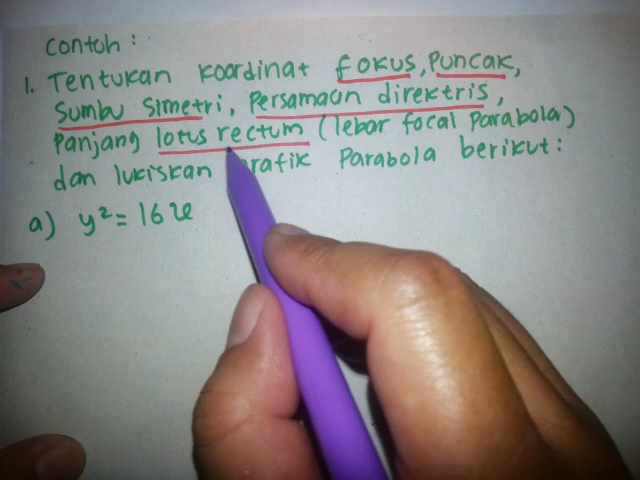 Contoh :
1. Tentukan koordinat fokus, Puncak,
Sumbu Simetri, Persamaan direktris,
Panjang lotus rectum (lebar focal Parabola)
dan lukiskan grafik Parabola berikut:
a) y² = 16x